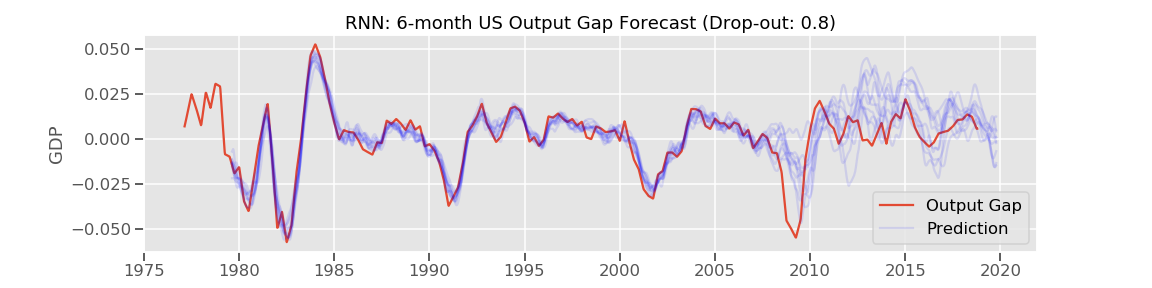 RNN: 6-month US Output Gap Forecast (Drop-out: 0.8)
0.050
0.025
0.000
−0.025
−0.050
GDP
Output Gap
Prediction
1975 1980 1985 1990 1995 2000 2005 2010 2015 2020